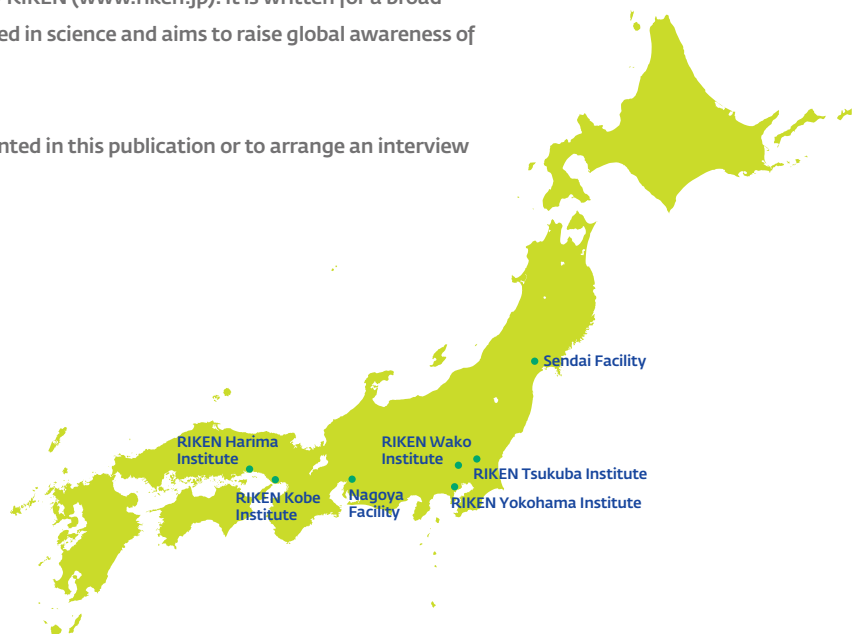 RIKEN (www.riken.jp). It is written for a broad
ed in science and aims to raise global awareness of
nted in this publication or to arrange an interview
Sendai Facility
RIKEN Harima
Institute
RIKEN Wako
Institute
RIKEN Tsukuba Institute
RIKEN Kobe
Institute
Nagoya
Facility
RIKEN Yokohama Institute